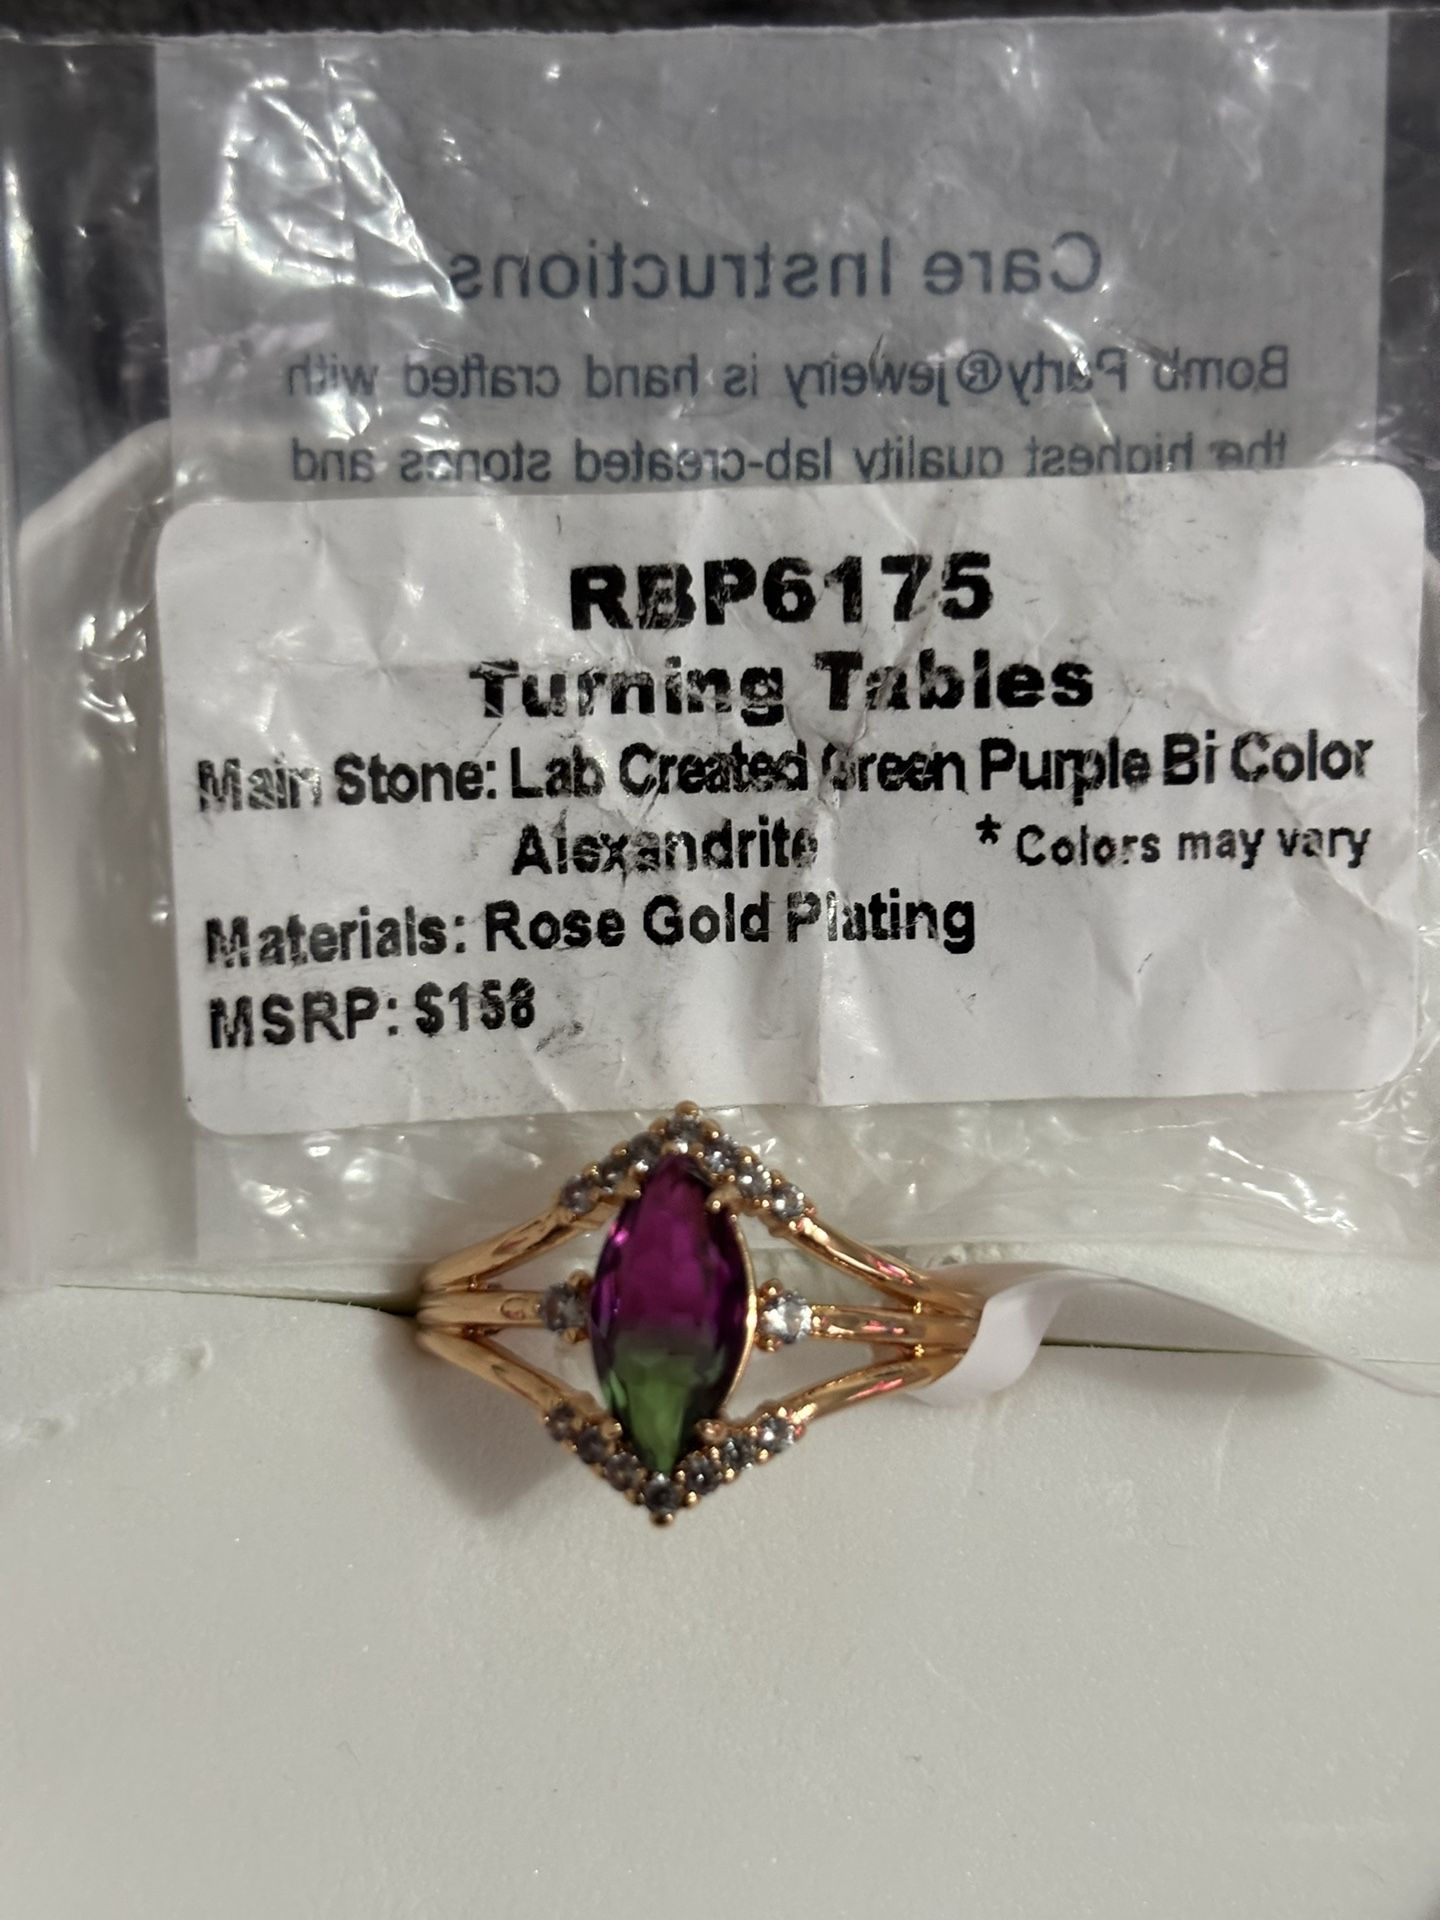 Care Instructions
Bomb Party® jewelry is hand crafted with
the highest quality lab-created stones and
RBP6175
Turning Tables
Main Stone: Lab Created Green Purple Bi Color
Alexandrite * Colors may vary
Materials: Rose Gold Plating
MSRP: $158